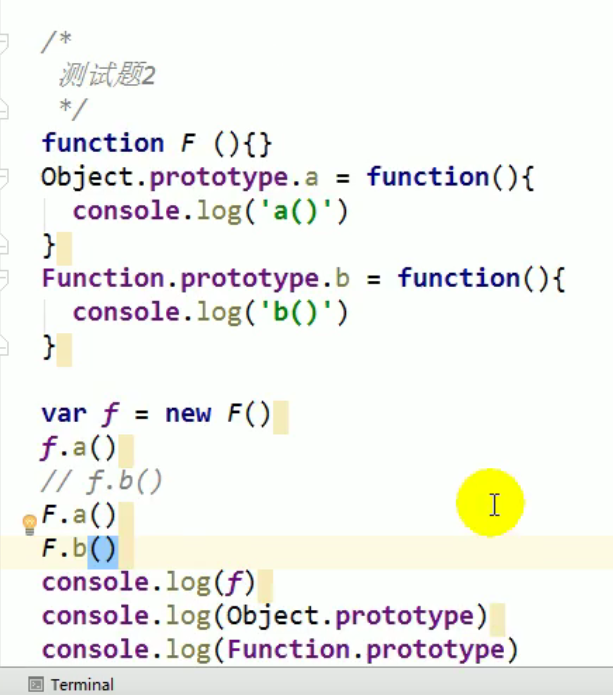 /*
测试题2
*/
function F (){}
Object.prototype.a = function(){
  console.log('a()')
}
Function.prototype.b = function(){
  console.log('b()')
}
var f = new F()
f.a()
// f.b()
F.a()
F.b()
console.log(f)
console.log(Object.prototype)
console.log(Function.prototype)
Terminal